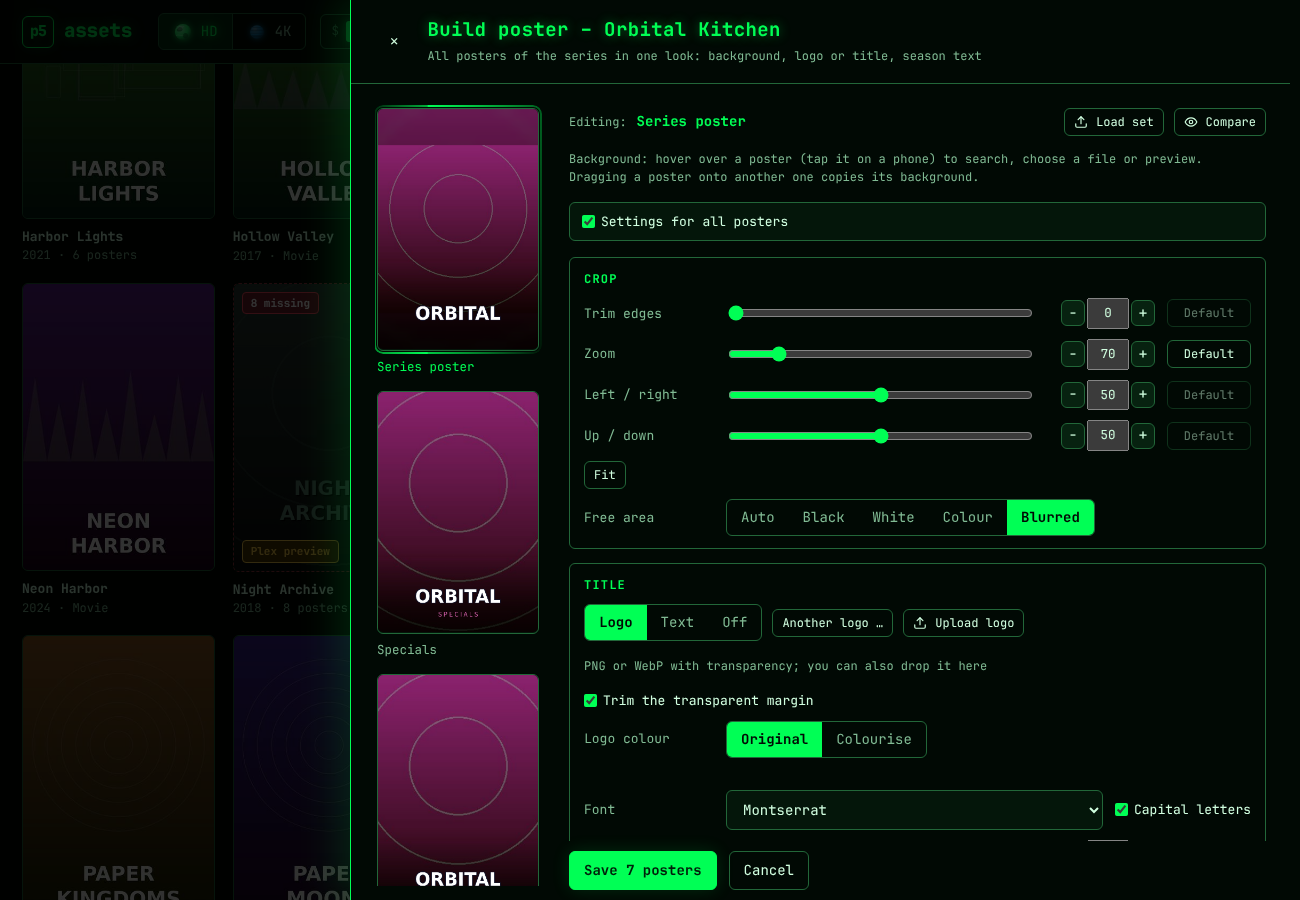 p5 assets
HD
4K
$
HARBOR
LIGHTS
Harbor Lights
2021 · 6 posters
HOLLO
VALLE
Hollow Valley
2017 · Movie
NEON
HARBOR
Neon Harbor
2024 · Movie
8 missing
NIGH
ARCHI
Plex preview
Night Archive
2018 · 8 posters
PAPER
KINGDOMS
PAPE
MOON
×
Build poster – Orbital Kitchen
All posters of the series in one look: background, logo or title, season text
ORBITAL
Series poster
ORBITAL
SPECIALS
Specials
ORBITAL
Editing: Series poster
Load set
Compare
Background: hover over a poster (tap it on a phone) to search, choose a file or preview.
Dragging a poster onto another one copies its background.
Settings for all posters
CROP
Trim edges
- 0 +
Default
Zoom
- 70 +
Default
Left / right
- 50 +
Default
Up / down
- 50 +
Default
Fit
Free area
Auto
Black
White
Colour
Blurred
TITLE
Logo
Text
Off
Another logo …
Upload logo
PNG or WebP with transparency; you can also drop it here
Trim the transparent margin
Logo colour
Original
Colourise
Font
Montserrat
Capital letters
Save 7 posters
Cancel